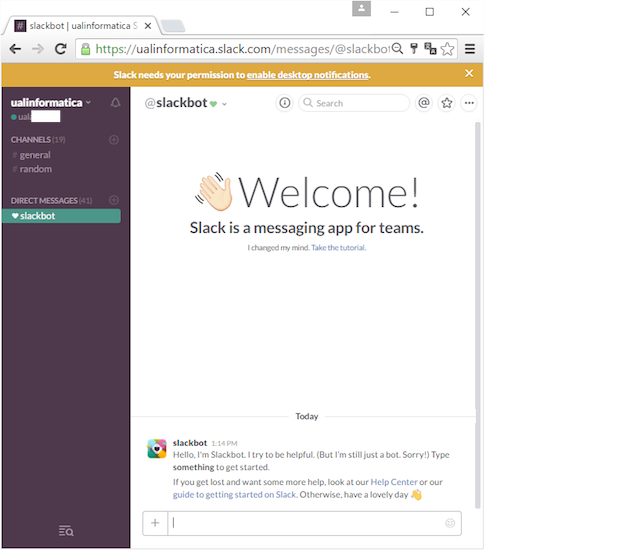 slackbot | ualinformatica S
https://ualinformatica.slack.com/messages/@slackbot
Slack needs your permission to enable desktop notifications.
ualinformatica
ual
CHANNELS (19)
# general
# random
DIRECT MESSAGES (41)
slackbot
@slackbot
Search
Welcome!
Slack is a messaging app for teams.
I changed my mind. Take the tutorial.
Today
slackbot 1:14 PM
Hello, I'm Slackbot. I try to be helpful. (But I'm still just a bot. Sorry!) Type
something to get started.
If you get lost and want some more help, look at our Help Center or our
guide to getting started on Slack. Otherwise, have a lovely day